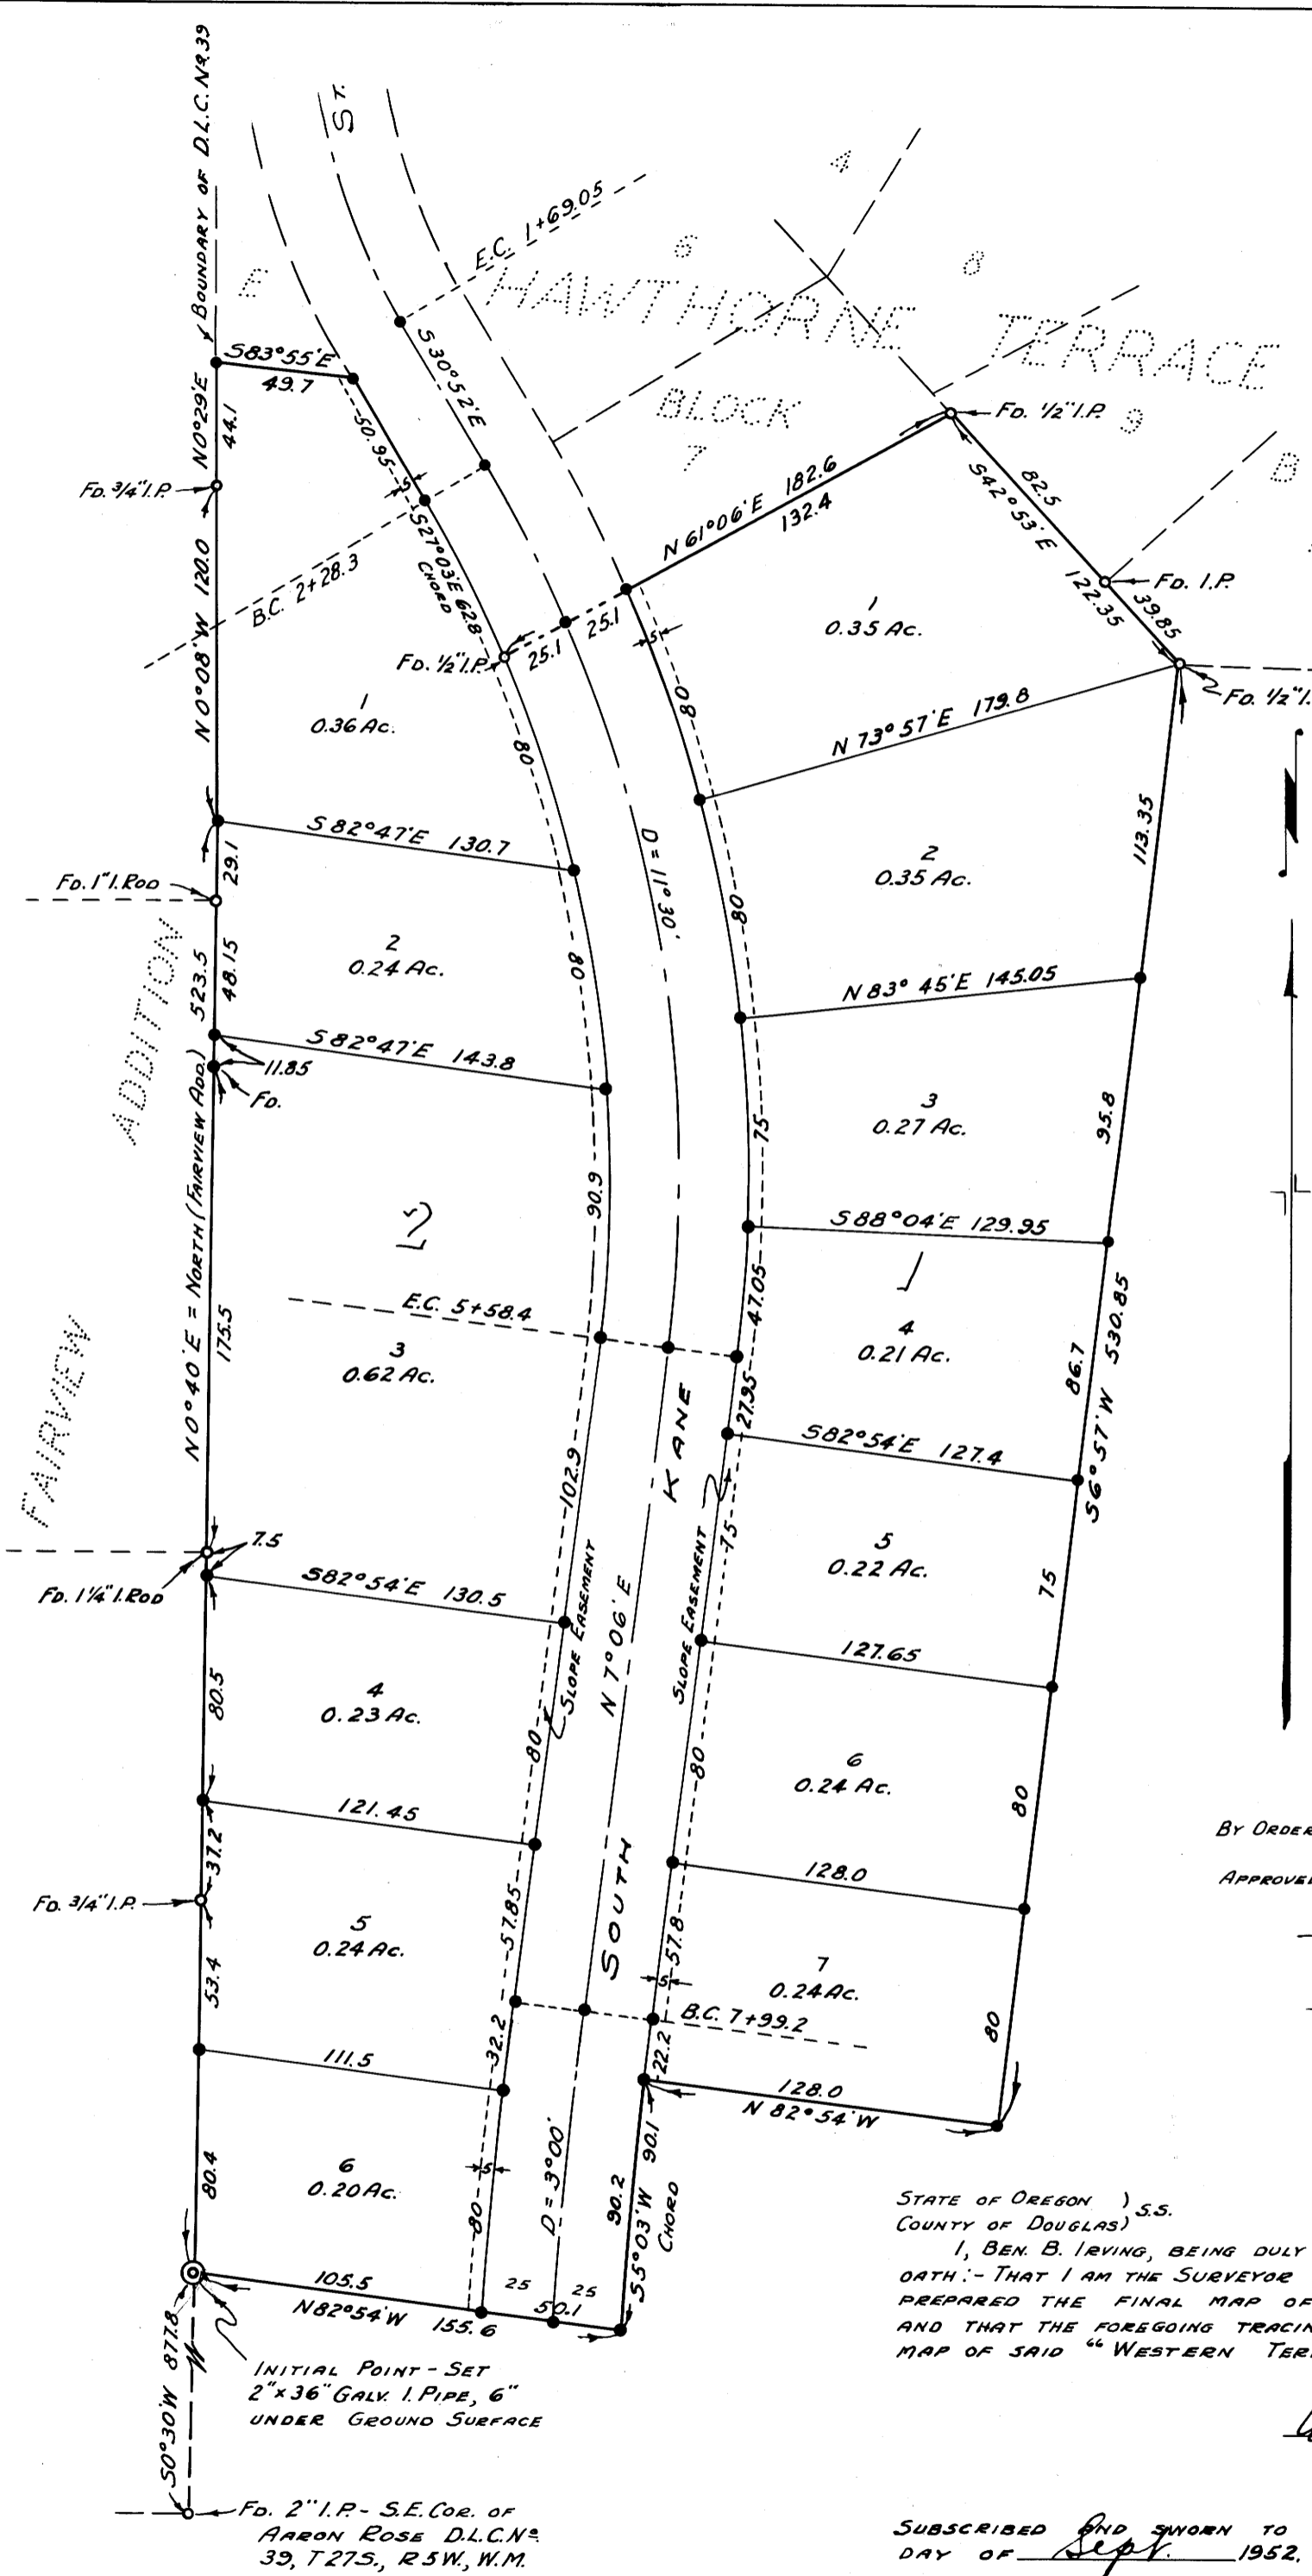 BOUNDARY OF D.L.C. Nº 39
ST.
E
E.C. 1+69.05
4
6
8
HAWTHORNE TERRACE
BLOCK
7
9
B
S83°55'E
49.7
S30°52'E
N0°29'E
44.1
50.95
5
FD. 3/4" I.P.
FD. 1/2" I.P.
N 61°06'E 182.6
132.4
82.5
S42°53'E
122.35
39.85
FD. I.P.
N0°08'W 120.0
B.C. 2+28.3
S27°03'E 62.8
CHORD
25.1
25.1
FD. 1/2" I.P.
5
1
0.35 Ac.
FD. 1/2" I.
1
0.36 Ac.
80
80
N 73°57'E 179.8
S 82°47'E 130.7
D = 11°30'
29.1
FD. 1" I. ROD
2
0.35 Ac.
113.35
80
80
2
0.24 Ac.
523.5
48.15
N 83° 45'E 145.05
ADDITION
S82°47'E 143.8
11.85
FD.
3
0.27 Ac.
75
95.8
90.9
2
S88°04'E 129.95
1
N0°40'E = NORTH (FAIRVIEW ADD.)
175.5
E.C. 5+58.4
47.05
3
0.62 Ac.
4
0.21 Ac.
86.7
S6°57'W 530.85
FAIRVIEW
27.95
KANE
S82°54'E 127.4
102.9
7.5
FD. 1 1/4" I. ROD
S82°54'E 130.5
SLOPE EASEMENT
SLOPE EASEMENT
75
5
0.22 Ac.
75
N 7°06'E
127.65
80.5
4
0.23 Ac.
80
80
6
0.24 Ac.
80
121.45
BY ORDER
128.0
APPROVED
37.2
FD. 3/4" I.P.
SOUTH
57.85
57.8
5
0.24 Ac.
53.4
7
0.24 Ac.
5
B.C. 7+99.2
80
32.2
22.2
111.5
128.0
N 82°54'W
90.1
80.4
6
0.20 Ac.
5
D = 3°00'
80
90.2
S5°03'W
CHORD
105.5
N82°54'W
155.6
25
25
50.1
S0°30'W 877.8
INITIAL POINT - SET
2"x36" GALV. I. PIPE, 6"
UNDER GROUND SURFACE
FD. 2" I.P. - S.E. COR. OF
AARON ROSE D.L.C. Nº
39, T27S., R5W., W.M.
STATE OF OREGON ) S.S.
COUNTY OF DOUGLAS)
I, BEN. B. IRVING, BEING DULY
OATH:- THAT I AM THE SURVEYOR
PREPARED THE FINAL MAP OF
AND THAT THE FOREGOING TRACIN
MAP OF SAID "WESTERN TER
SUBSCRIBED AND SWORN TO
DAY OF Sept. 1952.